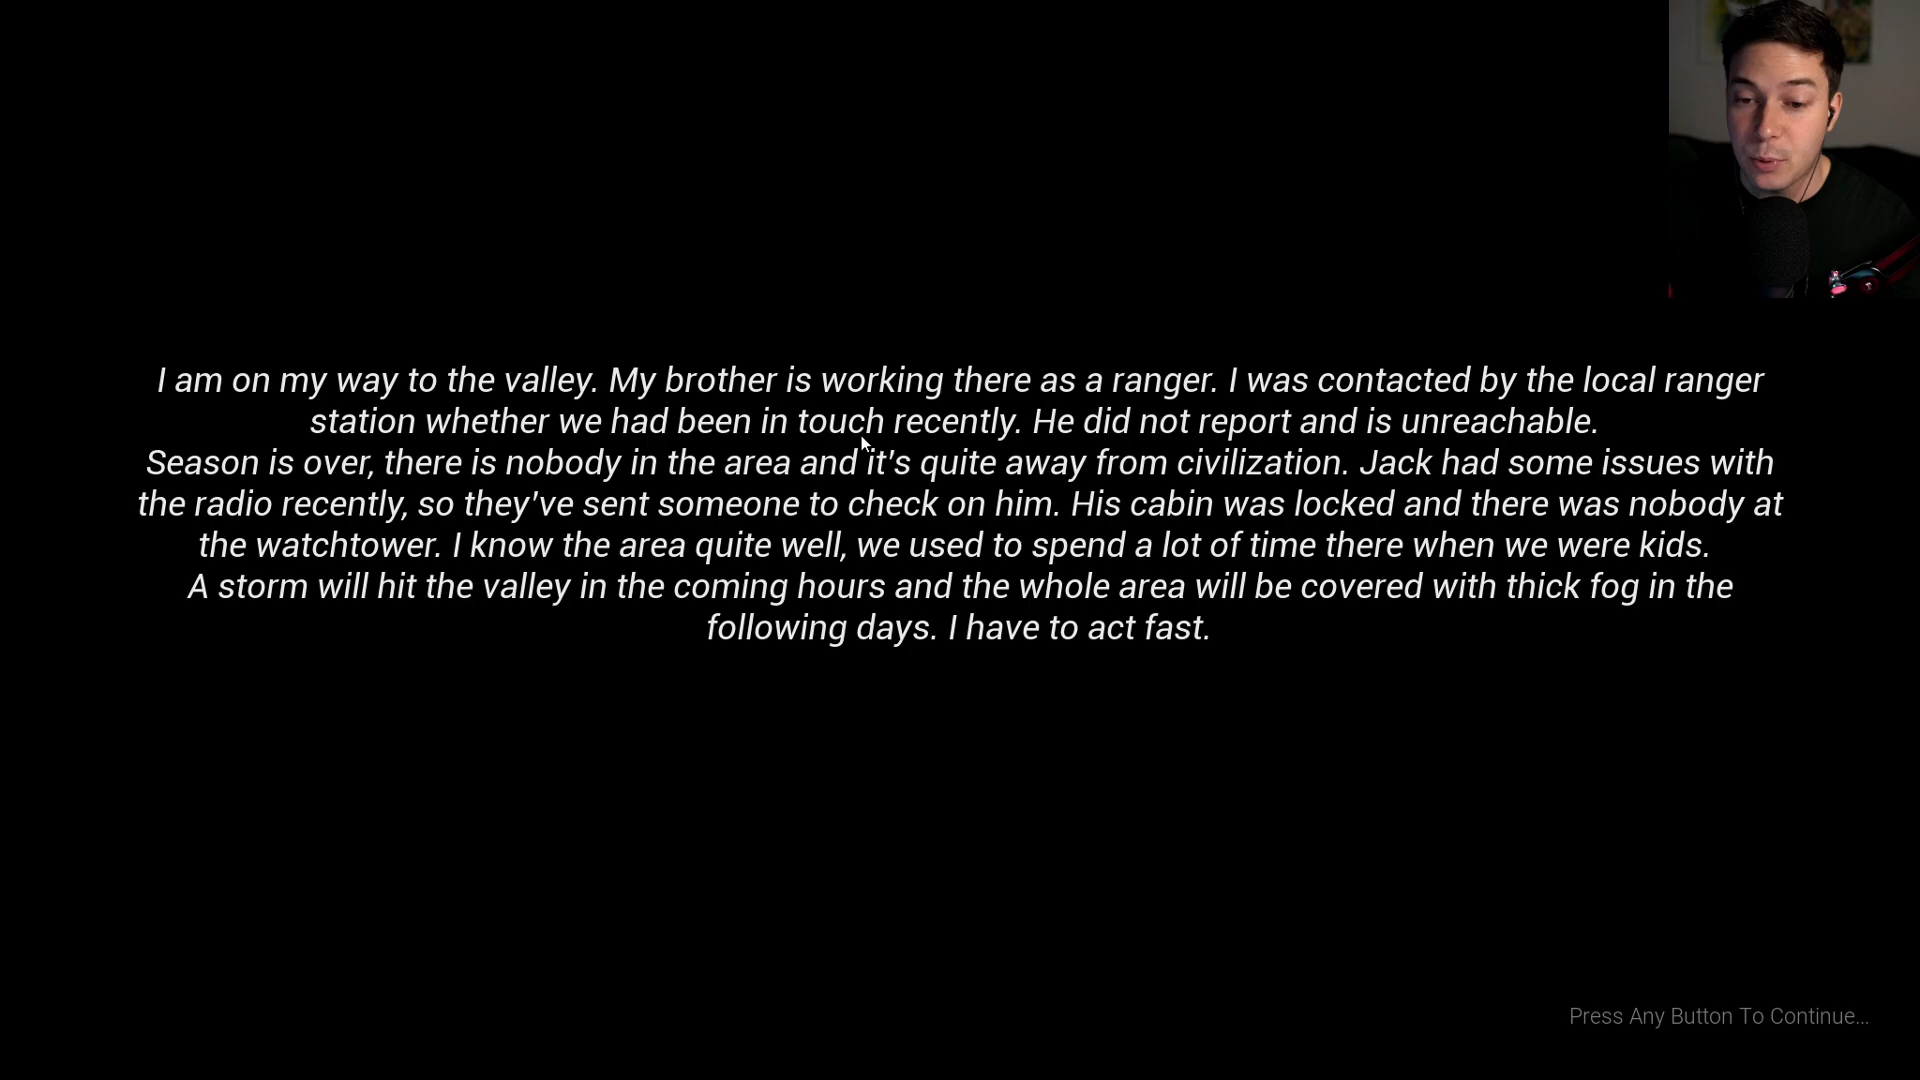 I am on my way to the valley. My brother is working there as a ranger. I was contacted by the local ranger
station whether we had been in touch recently. He did not report and is unreachable.
Season is over, there is nobody in the area and it's quite away from civilization. Jack had some issues with
the radio recently, so they've sent someone to check on him. His cabin was locked and there was nobody at
the watchtower. I know the area quite well, we used to spend a lot of time there when we were kids.
A storm will hit the valley in the coming hours and the whole area will be covered with thick fog in the
following days. I have to act fast.
Press Any Button To Continue...